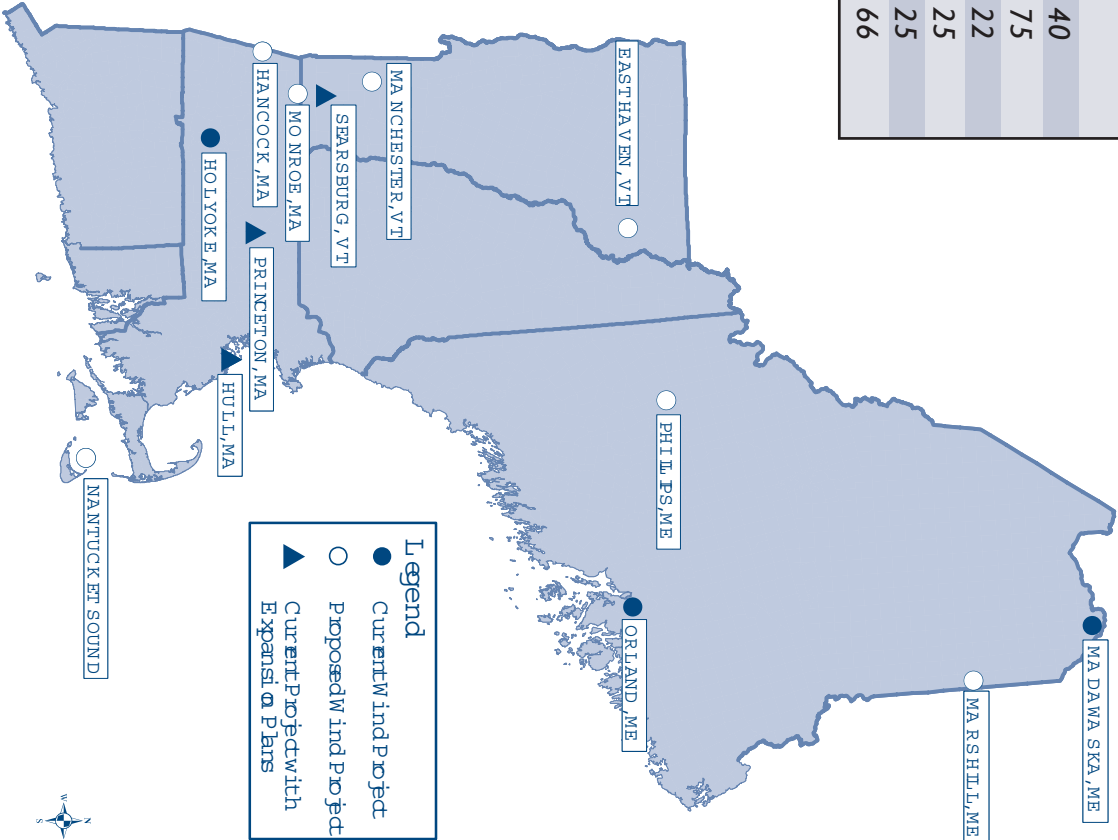 40
75
22
25
25
66
MADAWASKA,ME
MARSHILL,ME
PHILLIPS,ME
ORLAND,ME
EASTHAVEN,VT
MANCHESTER,VT
SEARSBURG,VT
MONROE,MA
HANCOCK,MA
PRINCETON,MA
HULL,MA
HOLYOKE,MA
NANTUCKET SOUND
Legend
Current Wind Project
Proposed Wind Project
Current Project with
Expansion Plans
N
W
E
S